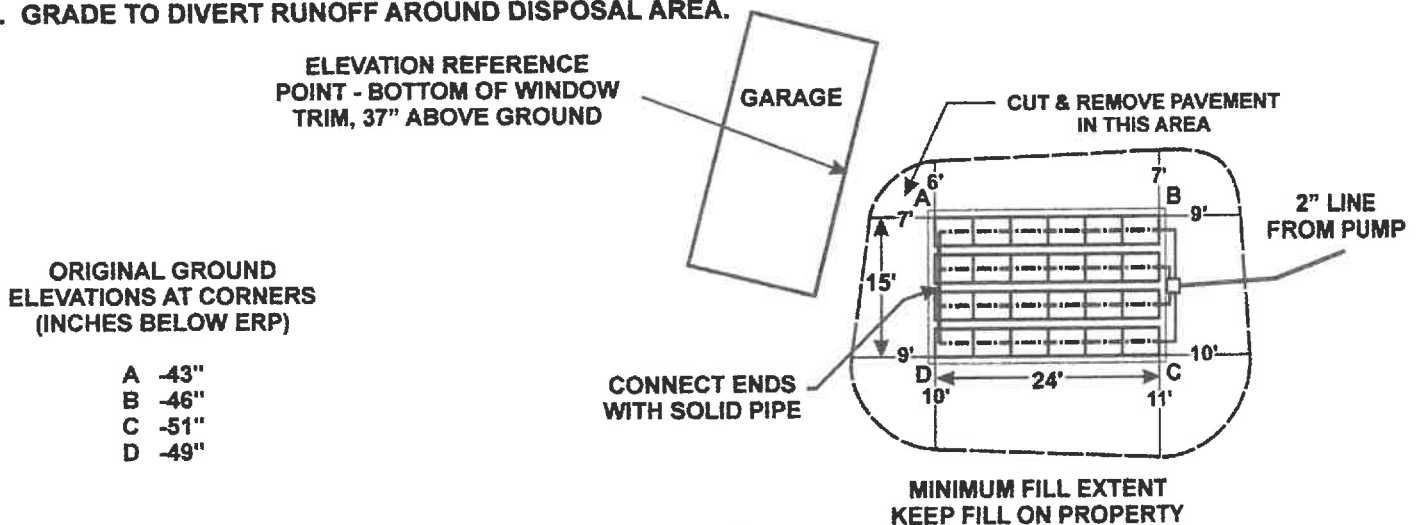 . GRADE TO DIVERT RUNOFF AROUND DISPOSAL AREA.
ELEVATION REFERENCE
POINT - BOTTOM OF WINDOW
TRIM, 37" ABOVE GROUND
GARAGE
CUT & REMOVE PAVEMENT
IN THIS AREA
6'
7'
A
B
7'
9'
2" LINE
FROM PUMP
15'
ORIGINAL GROUND
ELEVATIONS AT CORNERS
(INCHES BELOW ERP)
A -43"
B -46"
C -51"
D -49"
9'
10'
D
24'
C
10'
11'
CONNECT ENDS
WITH SOLID PIPE
MINIMUM FILL EXTENT
KEEP FILL ON PROPERTY